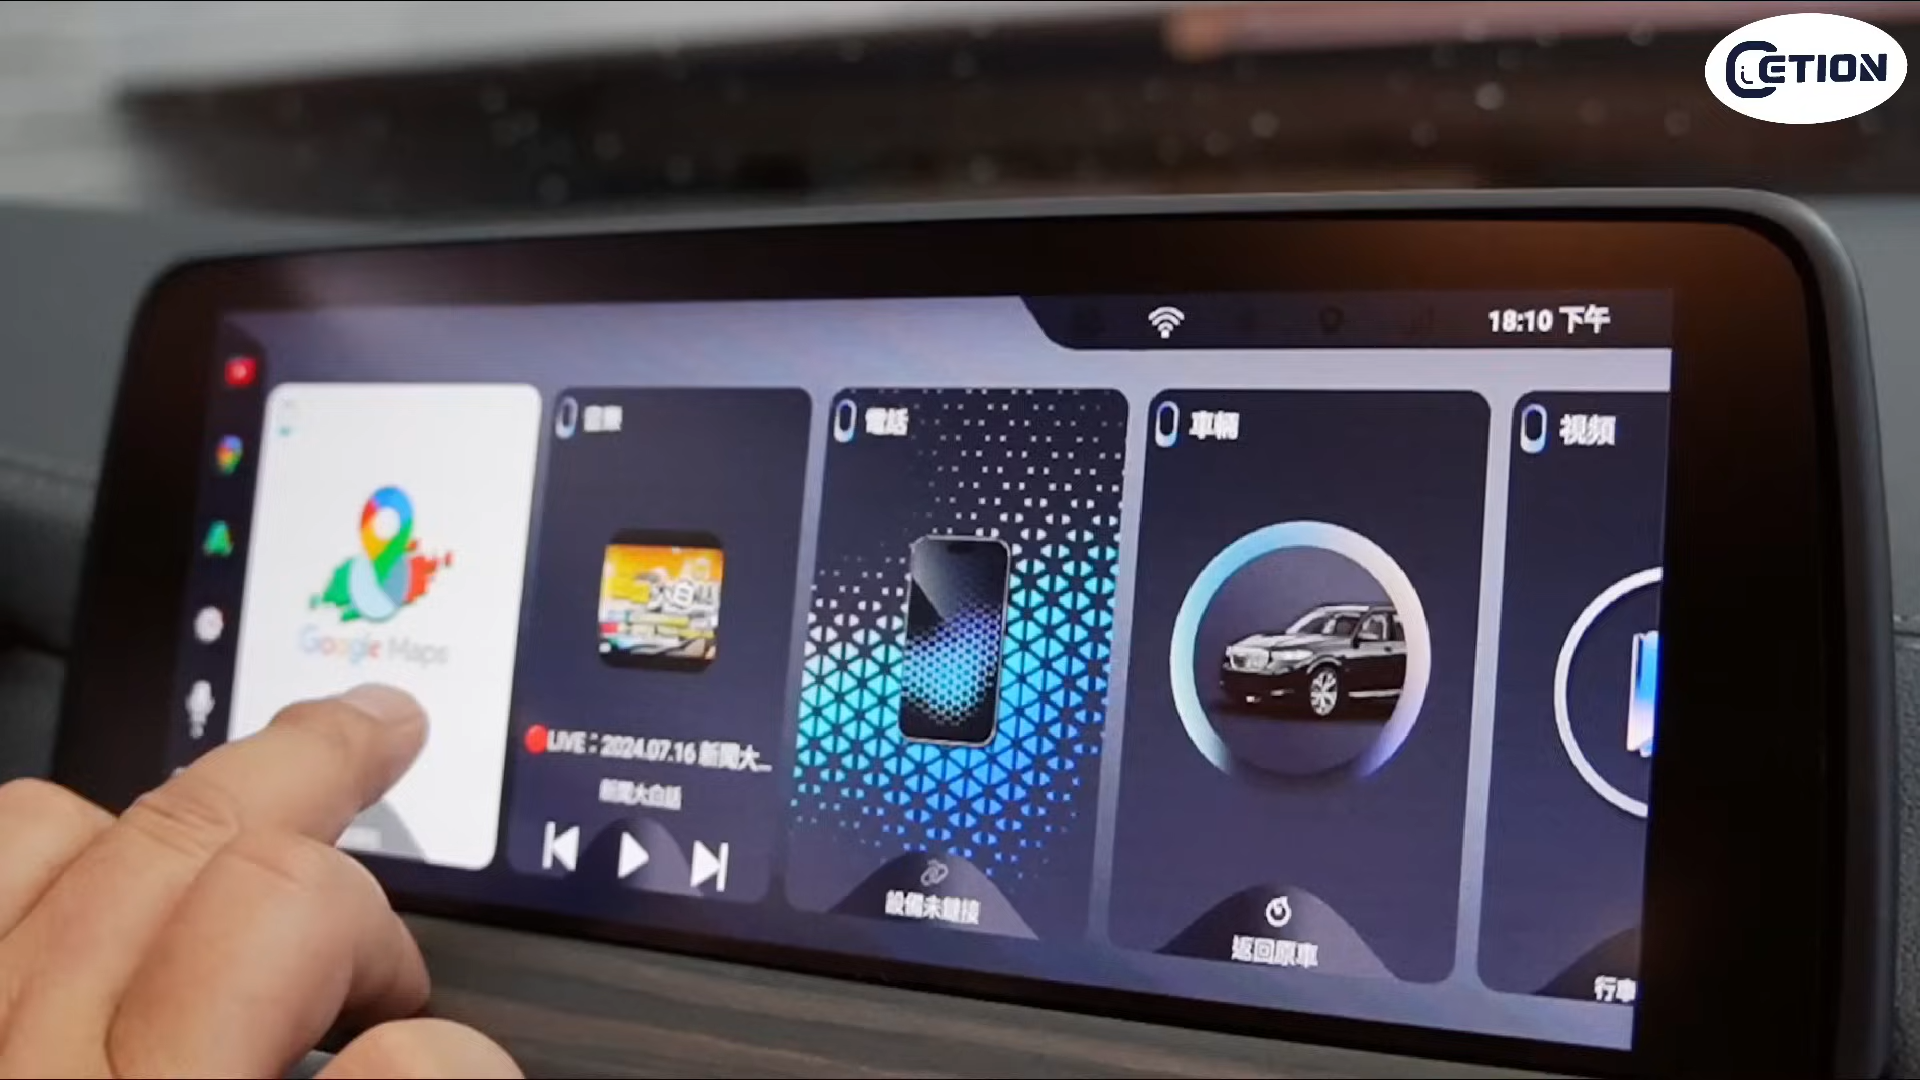 CETION
18:10 下午
音樂
電話
車輛
視頻
Google Maps
LIVE：2024.07.16 新聞大...
新聞大白話
設備未鏈接
返回原車
行車